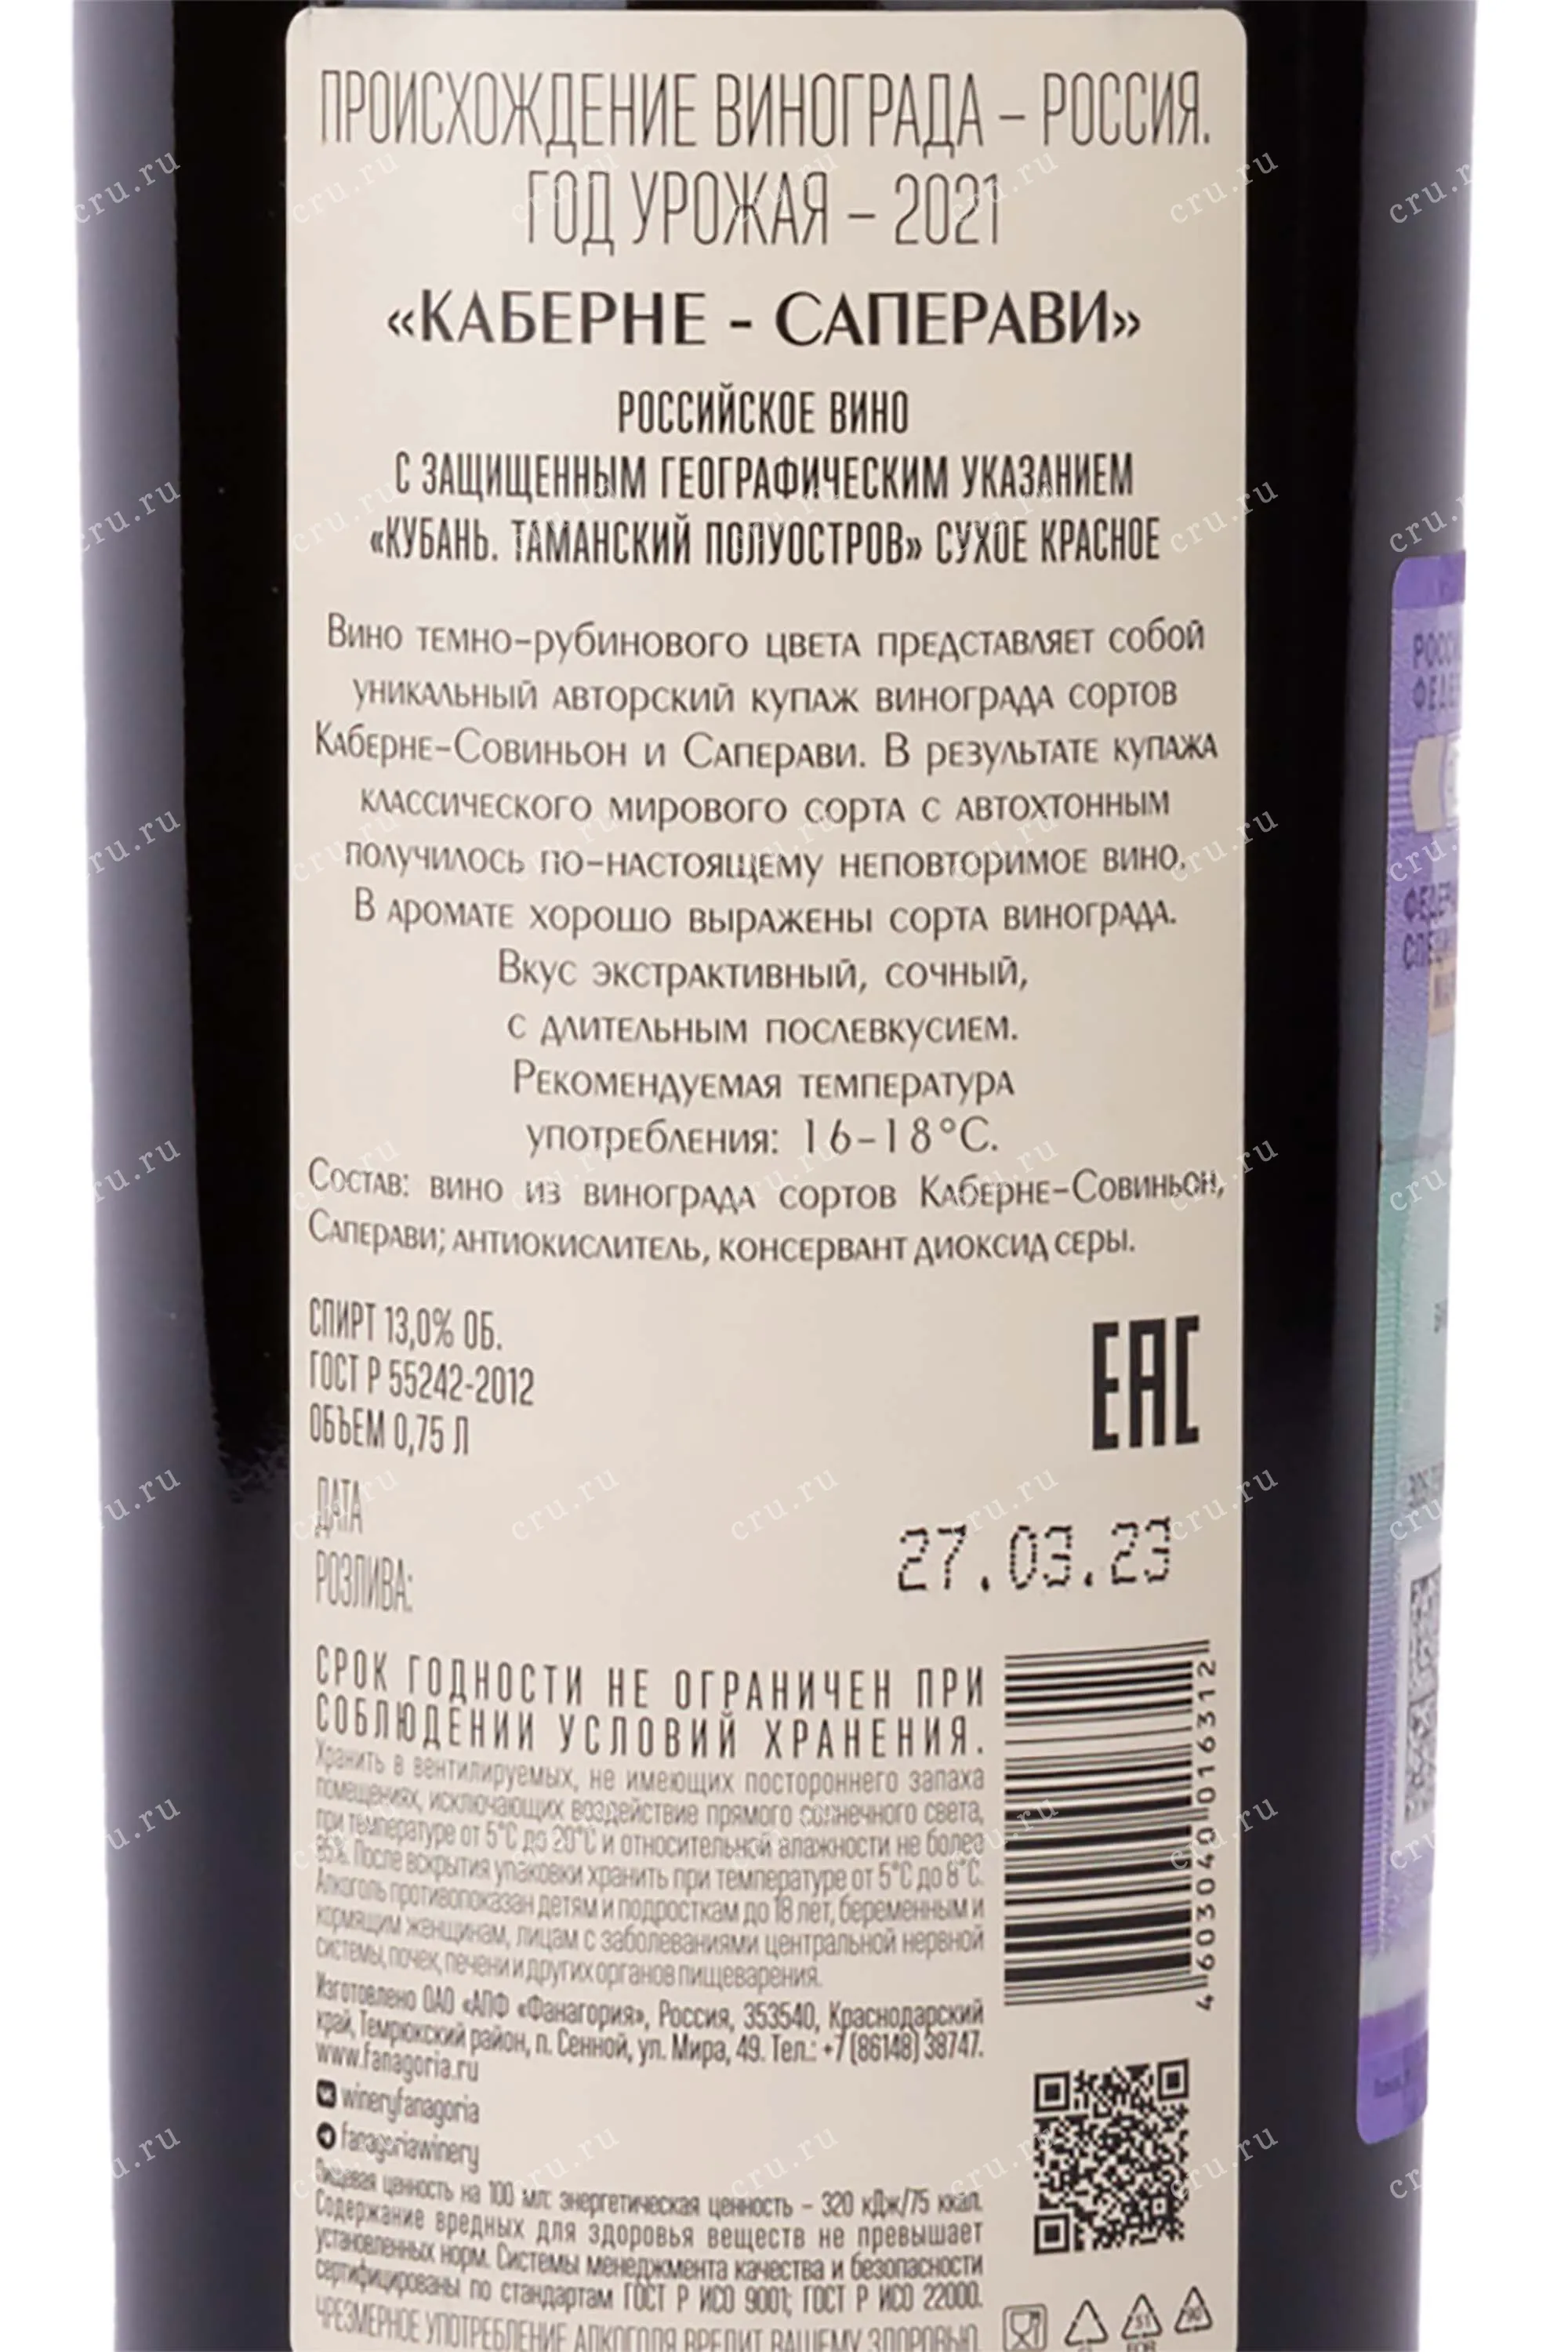 ПРОИСХОЖДЕНИЕ ВИНОГРАДА – РОССИЯ.
ГОД УРОЖАЯ – 2021
«КАБЕРНЕ - САПЕРАВИ»
РОССИЙСКОЕ ВИНО
С ЗАЩИЩЕННЫМ ГЕОГРАФИЧЕСКИМ УКАЗАНИЕМ
«КУБАНЬ. ТАМАНСКИЙ ПОЛУОСТРОВ» СУХОЕ КРАСНОЕ
Вино темно-рубинового цвета представляет собой
уникальный авторский купаж винограда сортов
Каберне-Совиньон и Саперави. В результате купажа
классического мирового сорта с автохтонным
получилось по-настоящему неповторимое вино.
В аромате хорошо выражены сорта винограда.
Вкус экстрактивный, сочный,
с длительным послевкусием.
Рекомендуемая температура
употребления: 16-18°С.
Состав: вино из винограда сортов Каберне-Совиньон,
Саперави; антиокислитель, консервант диоксид серы.
СПИРТ 13,0% ОБ.
ГОСТ Р 55242-2012
ОБЪЕМ 0,75 Л
EAC
ДАТА
РОЗЛИВА:
27.03.23
СРОК ГОДНОСТИ НЕ ОГРАНИЧЕН ПРИ
СОБЛЮДЕНИИ УСЛОВИЙ ХРАНЕНИЯ.
Хранить в вентилируемых, не имеющих постороннего запаха
помещениях, исключающих воздействие прямого солнечного света,
при температуре от 5°С до 20°С и относительной влажности не более
85%. После вскрытия упаковки хранить при температуре от 5°С до 8°С.
Алкоголь противопоказан детям и подросткам до 18 лет, беременным и
кормящим женщинам, лицам с заболеваниями центральной нервной
системы, почек, печени и других органов пищеварения.
Изготовлено ОАО «АПФ «Фанагория», Россия, 353540, Краснодарский
край, Темрюкский район, п. Сенной, ул. Мира, 49. Тел.: +7 (86148) 38747.
www.fanagoria.ru
wineryfanagoria
fanagoriawinery
Пищевая ценность на 100 мл: энергетическая ценность – 320 кДж/75 ккал.
Содержание вредных для здоровья веществ не превышает
установленных норм. Системы менеджмента качества и безопасности
сертифицированы по стандартам ГОСТ Р ИСО 9001; ГОСТ Р ИСО 22000.
ЧРЕЗМЕРНОЕ УПОТРЕБЛЕНИЕ АЛКОГОЛЯ ВРЕДИТ ВАШЕМУ ЗДОРОВЬЮ.
4 603040 016312
cru.ru